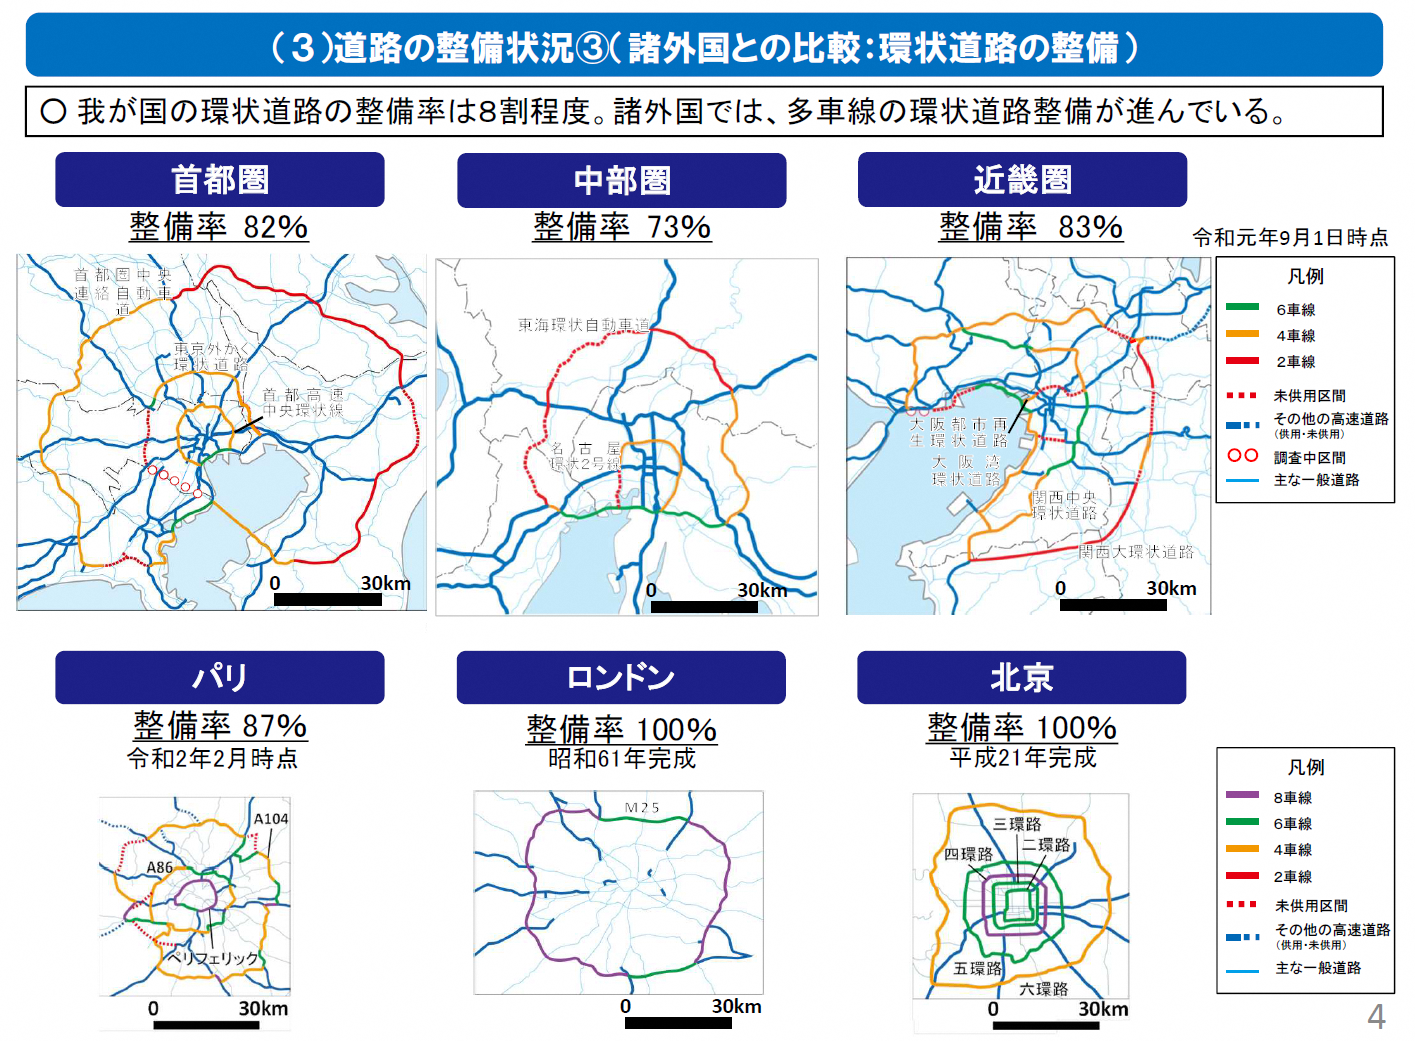 （３）道路の整備状況③（諸外国との比較：環状道路の整備）
○ 我が国の環状道路の整備率は８割程度。諸外国では、多車線の環状道路整備が進んでいる。
首都圏
整備率 82%
中部圏
整備率 73%
近畿圏
整備率 83%
令和元年9月1日時点
首都圏中央
連絡自動車
道
東京外かく
環状道路
首都高速
中央環状線
0 30km
東海環状自動車道
名古屋
環状2号線
0 30km
大阪都市再
生環状道路
大阪湾
環状道路
関西中央
環状道路
関西大環状道路
0 30km
凡例
6車線
4車線
2車線
未供用区間
その他の高速道路
（供用・未供用）
調査中区間
主な一般道路
パリ
整備率 87%
令和2年2月時点
A104
A86
ペリフェリック
0 30km
ロンドン
整備率 100%
昭和61年完成
M25
0 30km
北京
整備率 100%
平成21年完成
三環路
二環路
四環路
五環路
六環路
0 30km
凡例
8車線
6車線
4車線
2車線
未供用区間
その他の高速道路
（供用・未供用）
主な一般道路
4